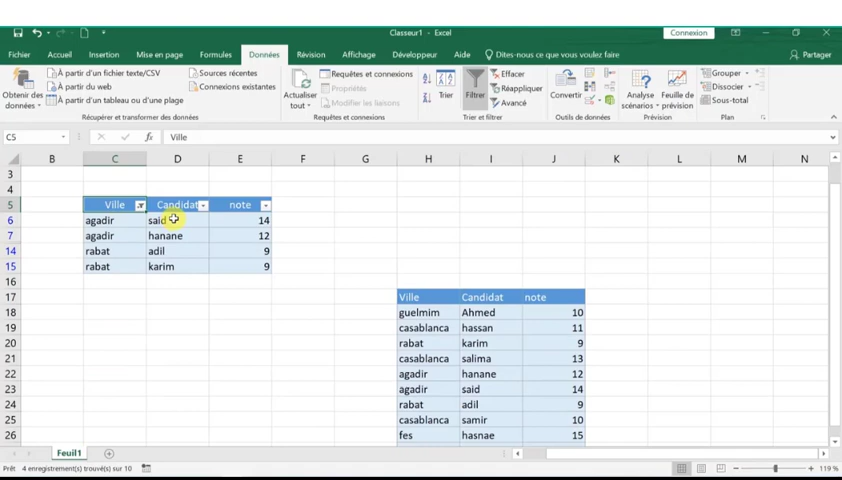 Classeur1 - Excel
Connexion
Fichier Accueil Insertion Mise en page Formules Données Révision Affichage Développeur Aide Dites-nous ce que vous voulez faire Partager
Obtenir des données
À partir d'un fichier texte/CSV
À partir du web
À partir d'un tableau ou d'une plage
Sources récentes
Connexions existantes
Récupérer et transformer des données
Actualiser tout
Requêtes et connexions
Propriétés
Modifier les liaisons
Requêtes et connexions
Trier
Filtrer
Effacer
Réappliquer
Avancé
Trier et filtrer
Convertir
Outils de données
Analyse scénarios
Feuille de prévision
Prévision
Grouper
Dissocier
Sous-total
Plan
C5 fx Ville
B C D E F G H I J K L M N
3
4
5 Ville Candidat note
6 agadir said 14
7 agadir hanane 12
14 rabat adil 9
15 rabat karim 9
16
17 Ville Candidat note
18 guelmim Ahmed 10
19 casablanca hassan 11
20 rabat karim 9
21 casablanca salima 13
22 agadir hanane 12
23 agadir said 14
24 rabat adil 9
25 casablanca samir 10
26 fes hasnae 15
Feuil1
Prêt 4 enregistrement(s) trouvé(s) sur 10 119 %